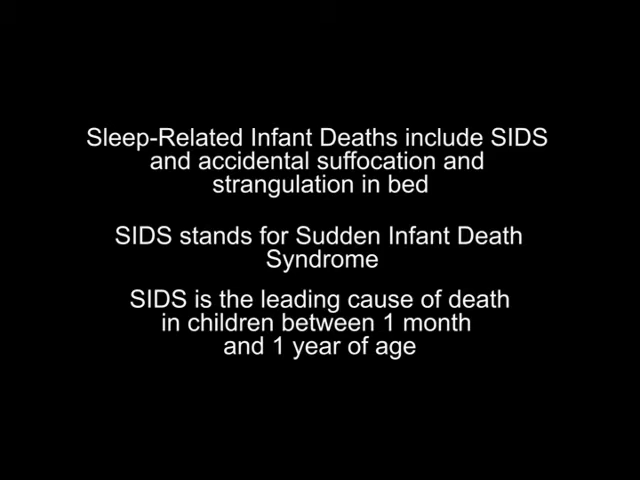 Sleep-Related Infant Deaths include SIDS
and accidental suffocation and
strangulation in bed
SIDS stands for Sudden Infant Death
Syndrome
SIDS is the leading cause of death
in children between 1 month
and 1 year of age